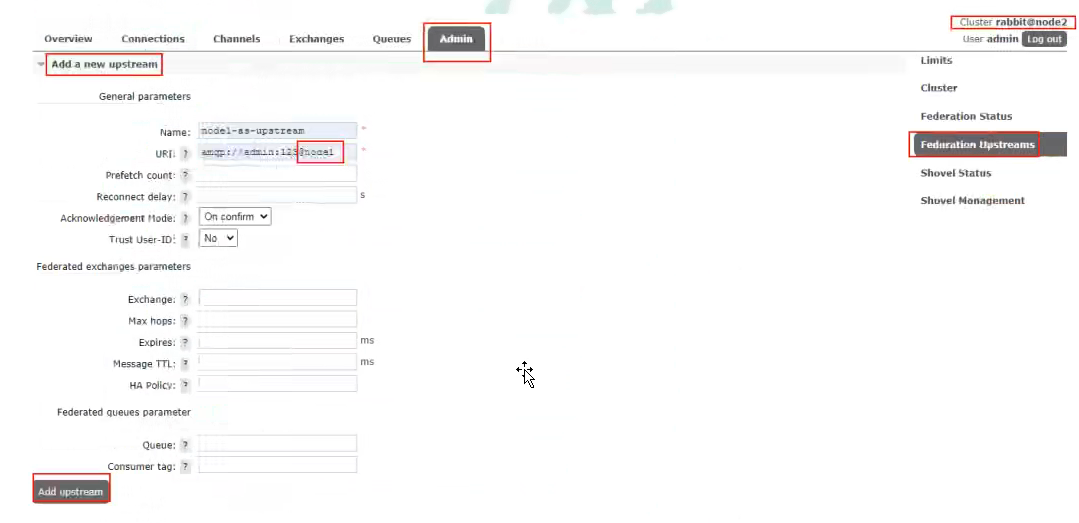 Cluster rabbit@node2
Overview Connections Channels Exchanges Queues Admin
User admin Log out
Add a new upstream
Limits
General parameters
Cluster
Federation Status
Name: node1-as-upstream *
URI: ? amqp://admin:123@node1 *
Federation Upstreams
Prefetch count: ?
Shovel Status
Reconnect delay: ? s
Shovel Management
Acknowledgement Mode: ? On confirm
Trust User-ID: ? No
Federated exchanges parameters
Exchange: ?
Max hops: ?
Expires: ? ms
Message TTL: ? ms
HA Policy: ?
Federated queues parameter
Queue: ?
Consumer tag: ?
Add upstream